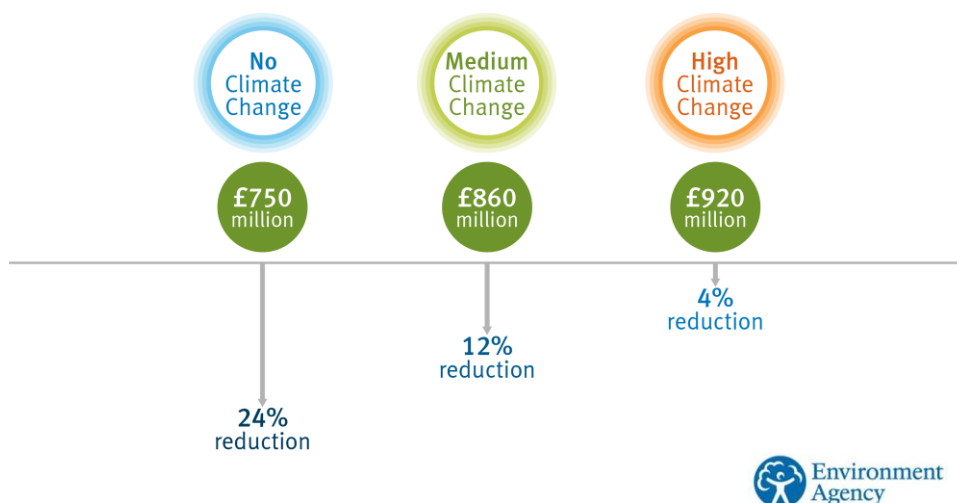 No
Climate
Change
Medium
Climate
Change
High
Climate
Change
£750
million
£860
million
£920
million
4%
reduction
12%
reduction
24%
reduction
Environment
Agency